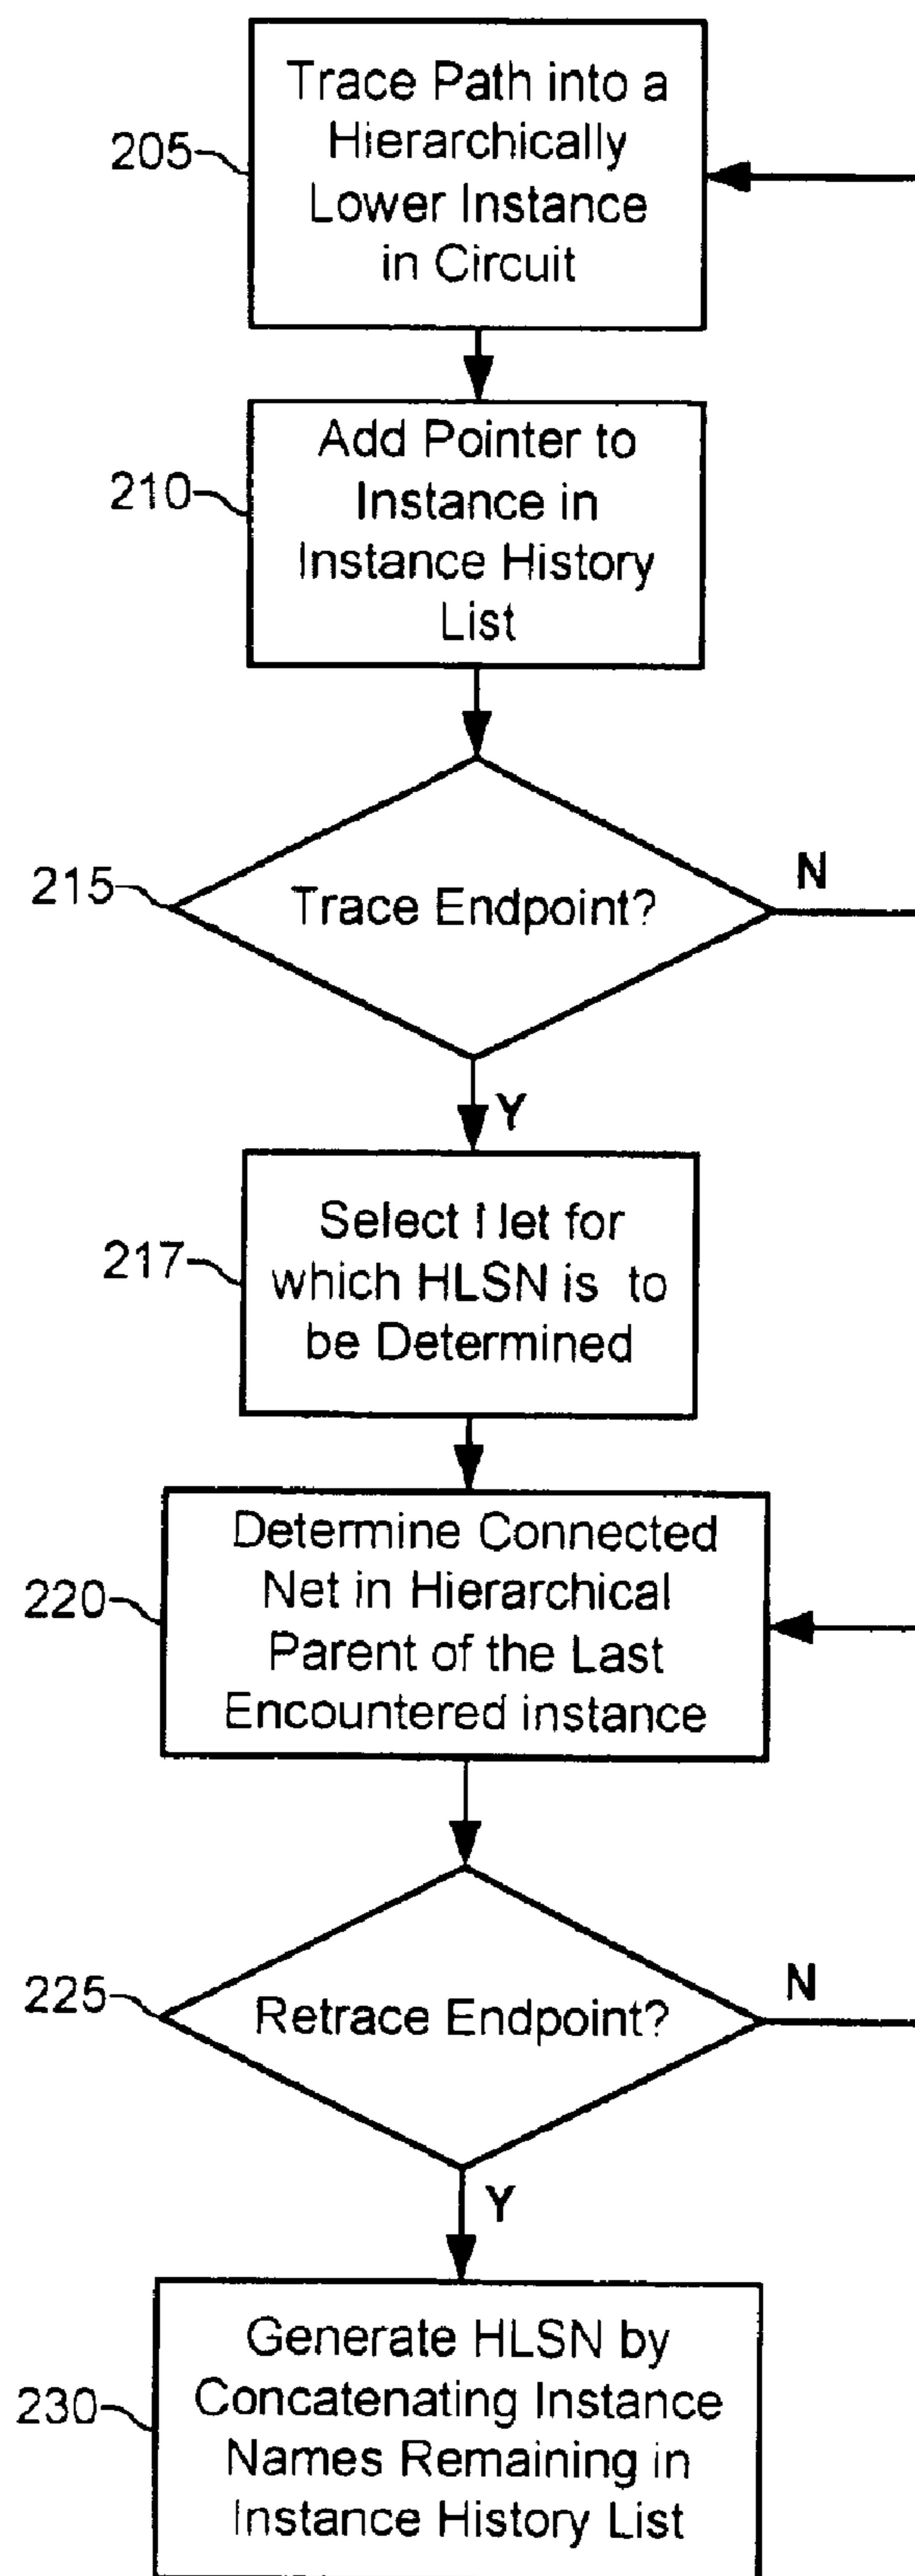 205
Trace Path into a
Hierarchically
Lower Instance
in Circuit
210
Add Pointer to
Instance in
Instance History
List
215
Trace Endpoint?
N
Y
217
Select Net for
which HLSN is to
be Determined
220
Determine Connected
Net in Hierarchical
Parent of the Last
Encountered instance
225
Retrace Endpoint?
N
Y
230
Generate HLSN by
Concatenating Instance
Names Remaining in
Instance History List